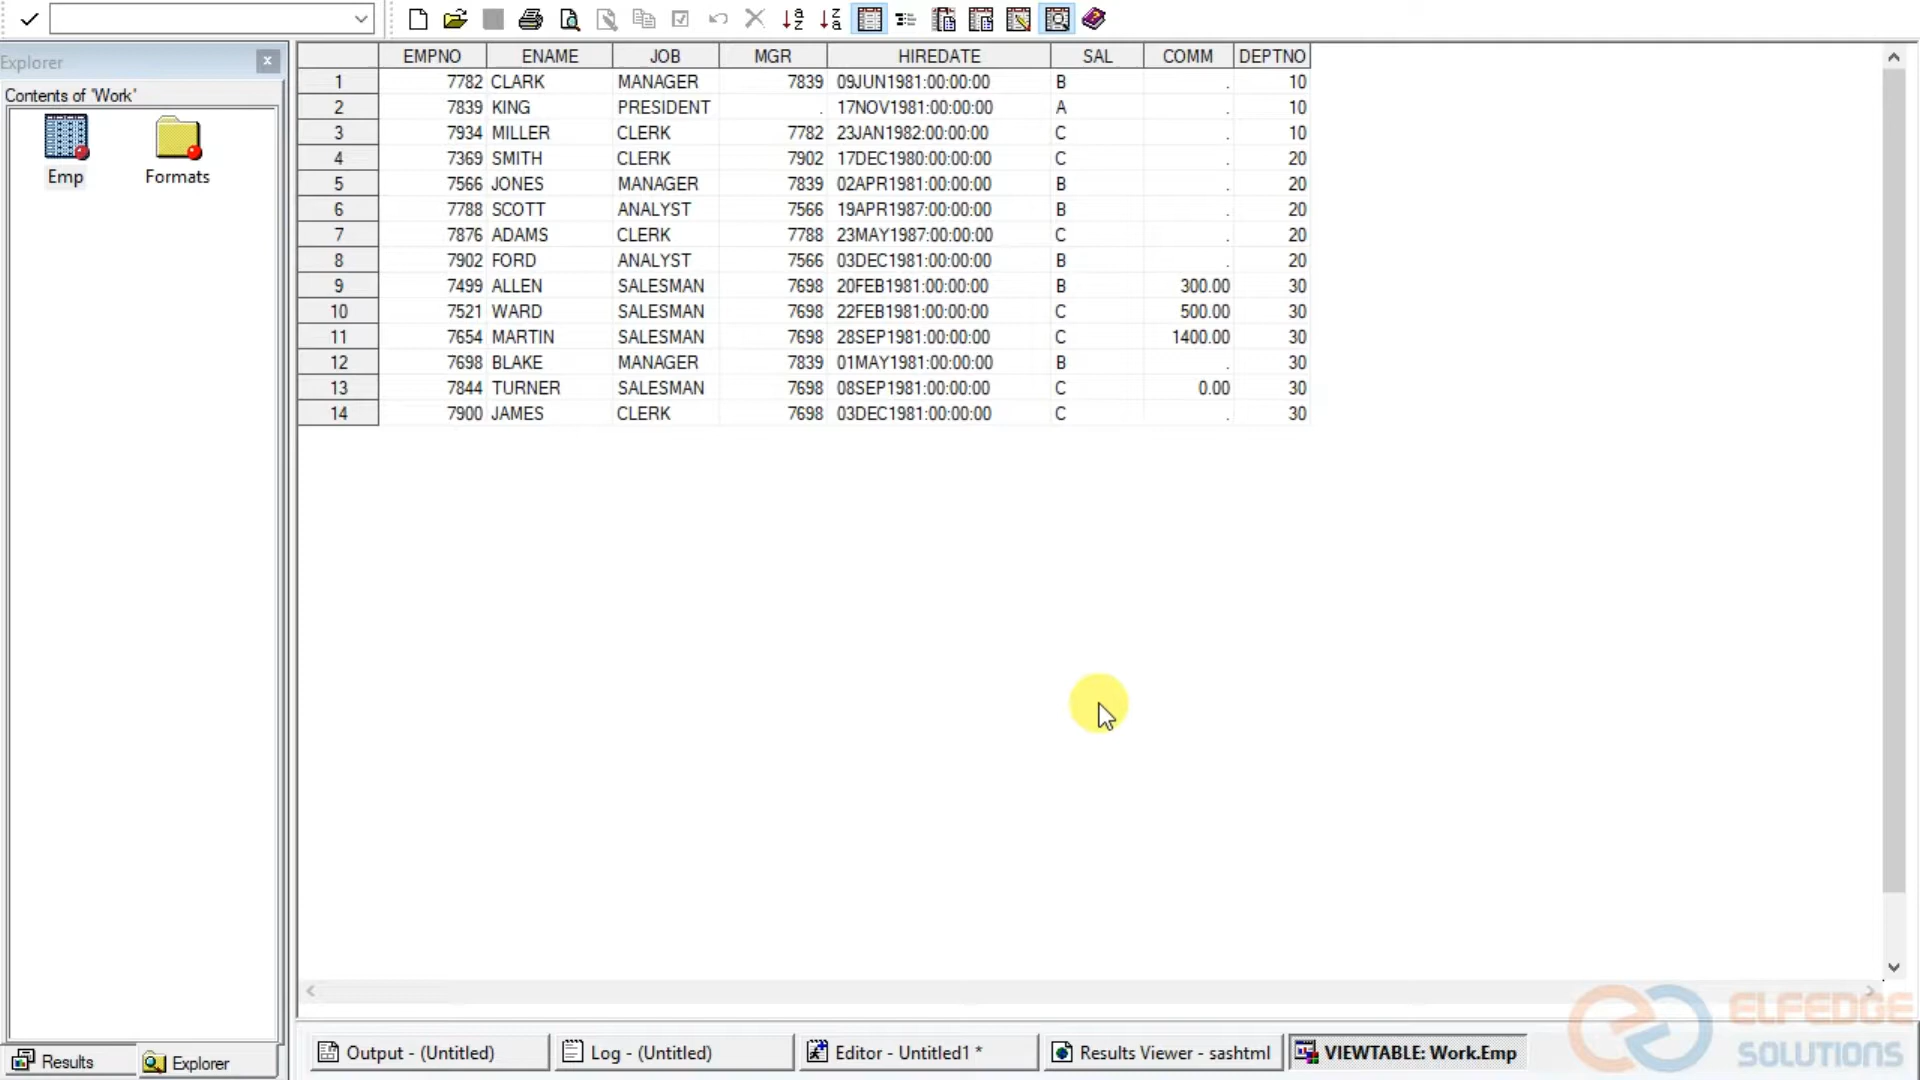 Explorer
Contents of 'Work'
Emp
Formats
EMPNO ENAME JOB MGR HIREDATE SAL COMM DEPTNO
1 7782 CLARK MANAGER 7839 09JUN1981:00:00:00 B . 10
2 7839 KING PRESIDENT . 17NOV1981:00:00:00 A . 10
3 7934 MILLER CLERK 7782 23JAN1982:00:00:00 C . 10
4 7369 SMITH CLERK 7902 17DEC1980:00:00:00 C . 20
5 7566 JONES MANAGER 7839 02APR1981:00:00:00 B . 20
6 7788 SCOTT ANALYST 7566 19APR1987:00:00:00 B . 20
7 7876 ADAMS CLERK 7788 23MAY1987:00:00:00 C . 20
8 7902 FORD ANALYST 7566 03DEC1981:00:00:00 B . 20
9 7499 ALLEN SALESMAN 7698 20FEB1981:00:00:00 B 300.00 30
10 7521 WARD SALESMAN 7698 22FEB1981:00:00:00 C 500.00 30
11 7654 MARTIN SALESMAN 7698 28SEP1981:00:00:00 C 1400.00 30
12 7698 BLAKE MANAGER 7839 01MAY1981:00:00:00 B . 30
13 7844 TURNER SALESMAN 7698 08SEP1981:00:00:00 C 0.00 30
14 7900 JAMES CLERK 7698 03DEC1981:00:00:00 C . 30
ELFEDGE
SOLUTIONS
Results
Explorer
Output - (Untitled)
Log - (Untitled)
Editor - Untitled1 *
Results Viewer - sashtml
VIEWTABLE: Work.Emp